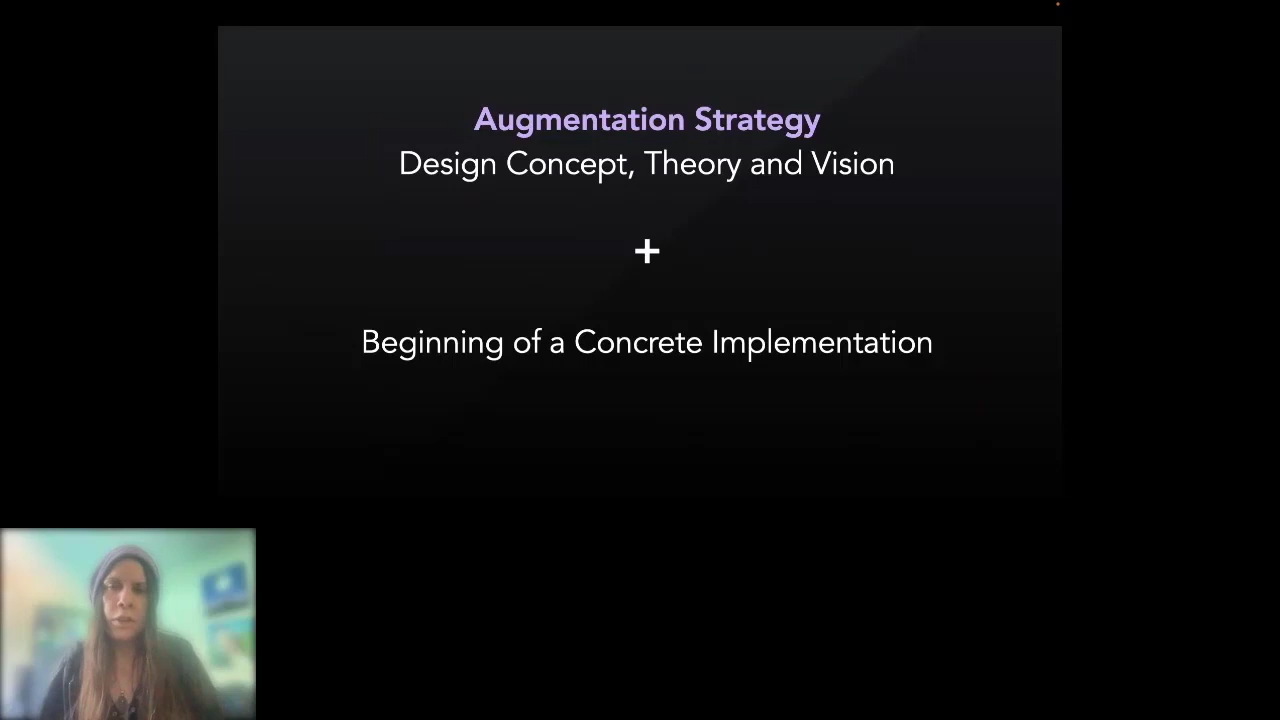 Augmentation Strategy
Design Concept, Theory and Vision
+
Beginning of a Concrete Implementation